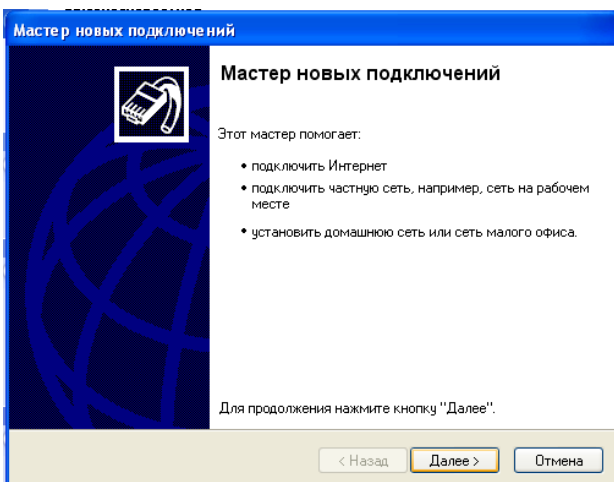 Мастер новых подключений
Мастер новых подключений
Этот мастер помогает:
• подключить Интернет
• подключить частную сеть, например, сеть на рабочем
месте
• установить домашнюю сеть или сеть малого офиса.
Для продолжения нажмите кнопку "Далее".
< Назад Далее > Отмена